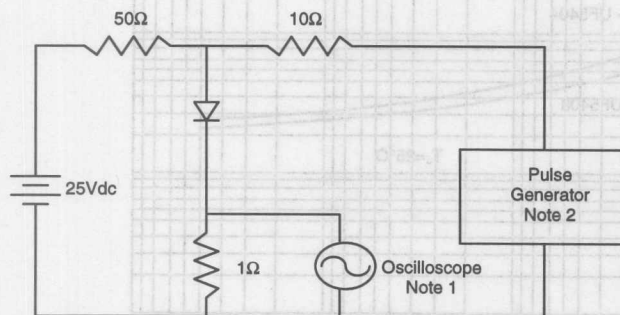 50Ω
10Ω
25Vdc
Pulse
Generator
Note 2
1Ω
Oscilloscope
Note 1